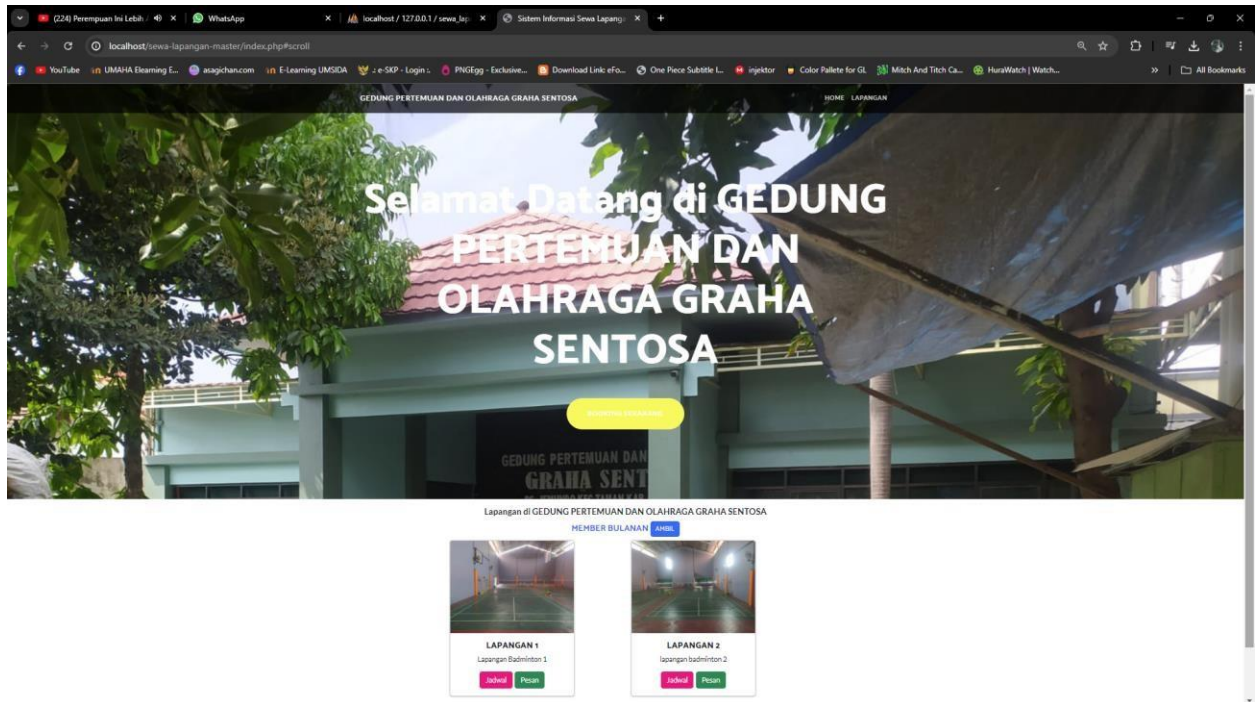 (224) Perempuan Ini Lebih
WhatsApp
localhost / 127.0.0.1 / sewa_lap
Sistem Informasi Sewa Lapang
localhost/sewa-lapangan-master/index.php#scroll
YouTube
UMAHA Elearning E...
asagichan.com
E-Learning UMSIDA
:: e-SKP - Login ::
PNGEgg - Exclusive...
Download Link: eFo...
One Piece Subtitle I...
injektor
Color Pallete for GL
Mitch And Titch Ca...
HuraWatch | Watch...
»
All Bookmarks
GEDUNG PERTEMUAN DAN OLAHRAGA GRAHA SENTOSA
HOME LAPANGAN
Selamat Datang di GEDUNG
PERTEMUAN DAN
OLAHRAGA GRAHA
SENTOSA
BOOKING SEKARANG
GEDUNG PERTEMUAN DAN
GRAHA SENT
Lapangan di GEDUNG PERTEMUAN DAN OLAHRAGA GRAHA SENTOSA
MEMBER BULANAN AMBIL
LAPANGAN 1
Lapangan Badminton 1
Jadwal Pesan
LAPANGAN 2
lapangan badminton 2
Jadwal Pesan